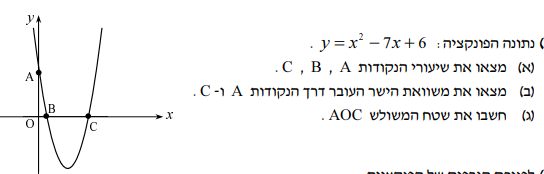 ) נתונה הפונקציה: y = x² − 7x + 6 .
(א) מצאו את שיעורי הנקודות A , B , C .
(ב) מצאו את משוואת הישר העובר דרך הנקודות A ו- C .
(ג) חשבו את שטח המשולש AOC .
y
A
B
O
C
x